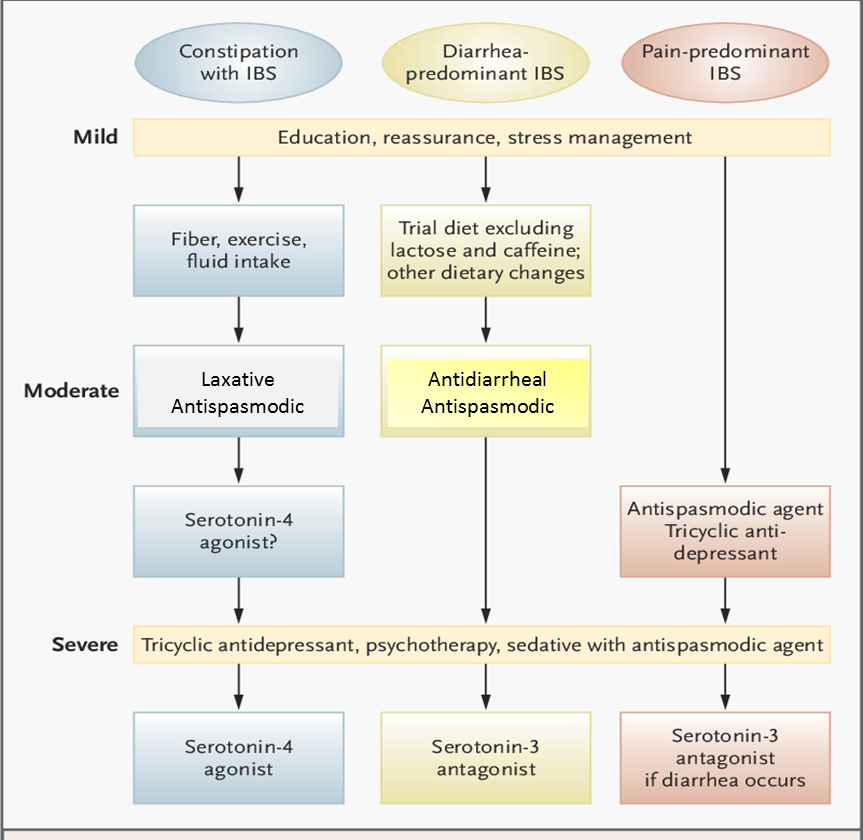 Constipation
with IBS
Diarrhea-
predominant IBS
Pain-predominant
IBS
Mild
Education, reassurance, stress management
Fiber, exercise,
fluid intake
Trial diet excluding
lactose and caffeine;
other dietary changes
Moderate
Laxative
Antispasmodic
Antidiarrheal
Antispasmodic
Serotonin-4
agonist?
Antispasmodic agent
Tricyclic anti-
depressant
Severe
Tricyclic antidepressant, psychotherapy, sedative with antispasmodic agent
Serotonin-4
agonist
Serotonin-3
antagonist
Serotonin-3
antagonist
if diarrhea occurs